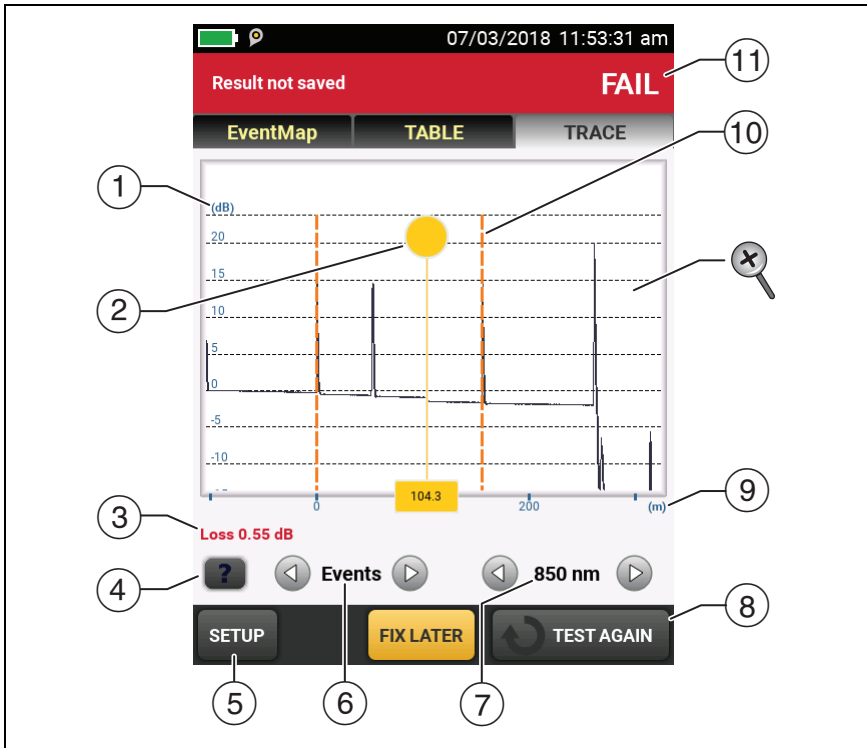 07/03/2018 11:53:31 am
Result not saved FAIL
11
EventMap TABLE TRACE
10
1
(dB)
20
2
15
10
5
0
-5
-10
104.3
0 200 (m)
9
3
Loss 0.55 dB
4
? Events 850 nm
8
SETUP FIX LATER TEST AGAIN
5 6 7